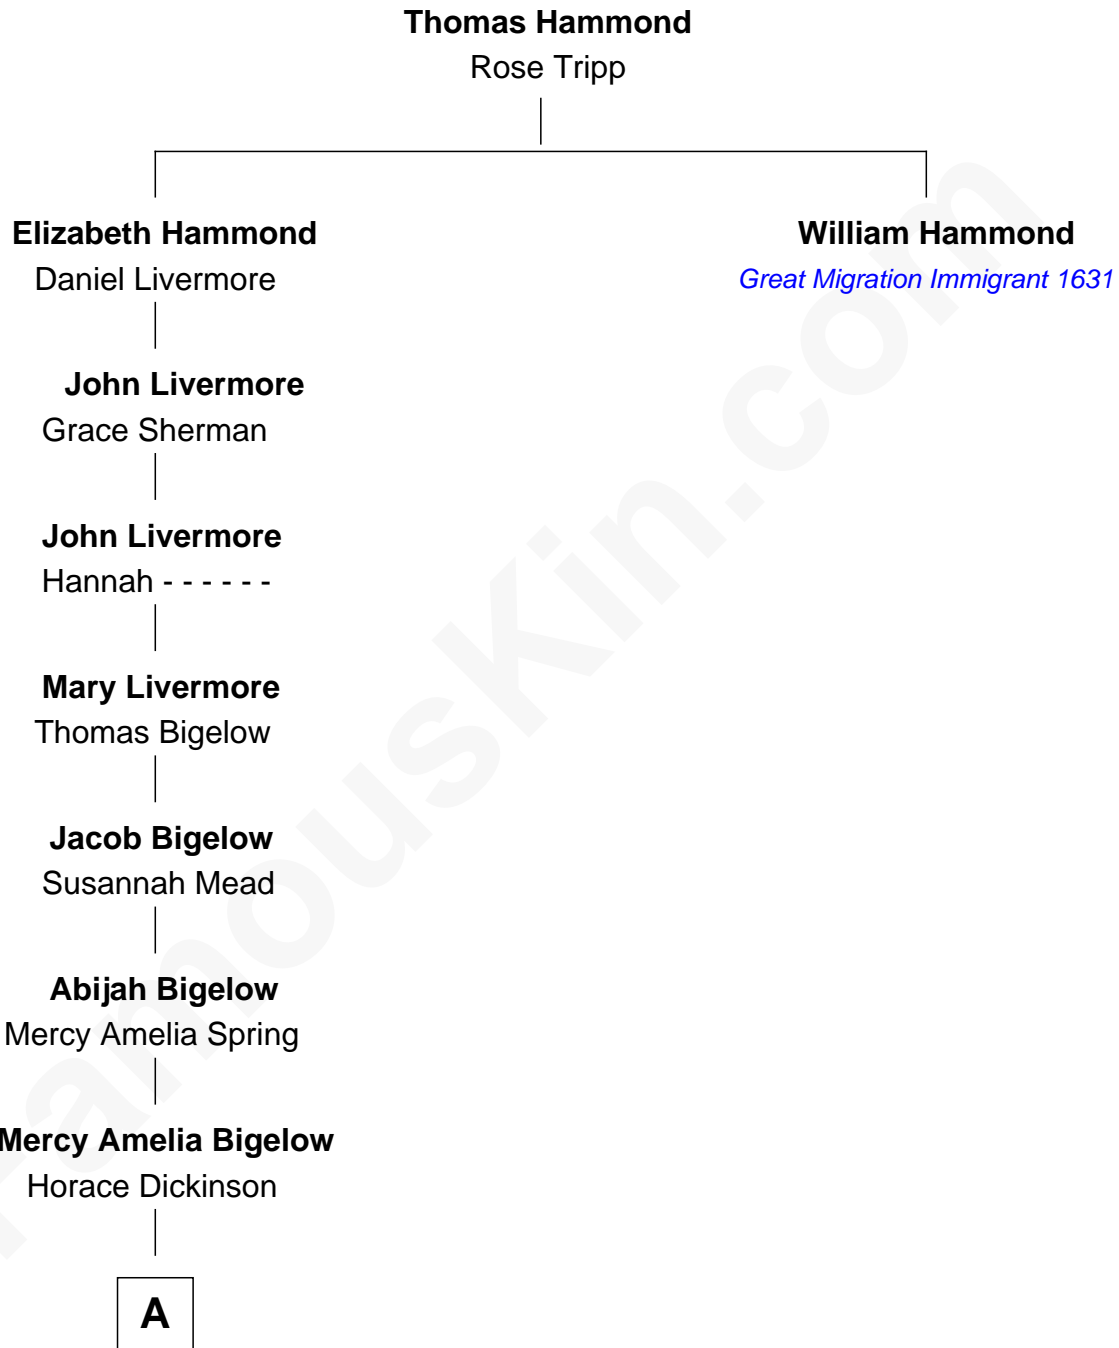 Thomas Hammond
Rose Tripp
Elizabeth Hammond
Daniel Livermore
William Hammond
Great Migration Immigrant 1631
John Livermore
Grace Sherman
John Livermore
Hannah - - - - - -
Mary Livermore
Thomas Bigelow
Jacob Bigelow
Susannah Mead
Abijah Bigelow
Mercy Amelia Spring
Mercy Amelia Bigelow
Horace Dickinson
A
FamousKin.com